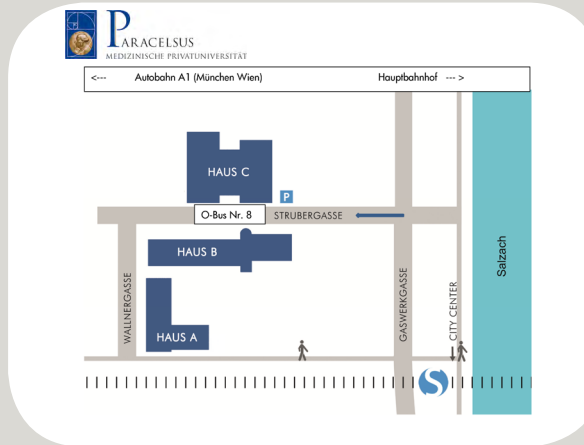 PARACELSUS
MEDIZINISCHE PRIVATUNIVERSITÄT
<--- Autobahn A1 (München Wien) Hauptbahnhof --- >
HAUS C
P
O-Bus Nr. 8 STRUBERGASSE
HAUS B
Salzach
WALLNERGASSE
GASWERKGASSE
CITY CENTER
HAUS A
S